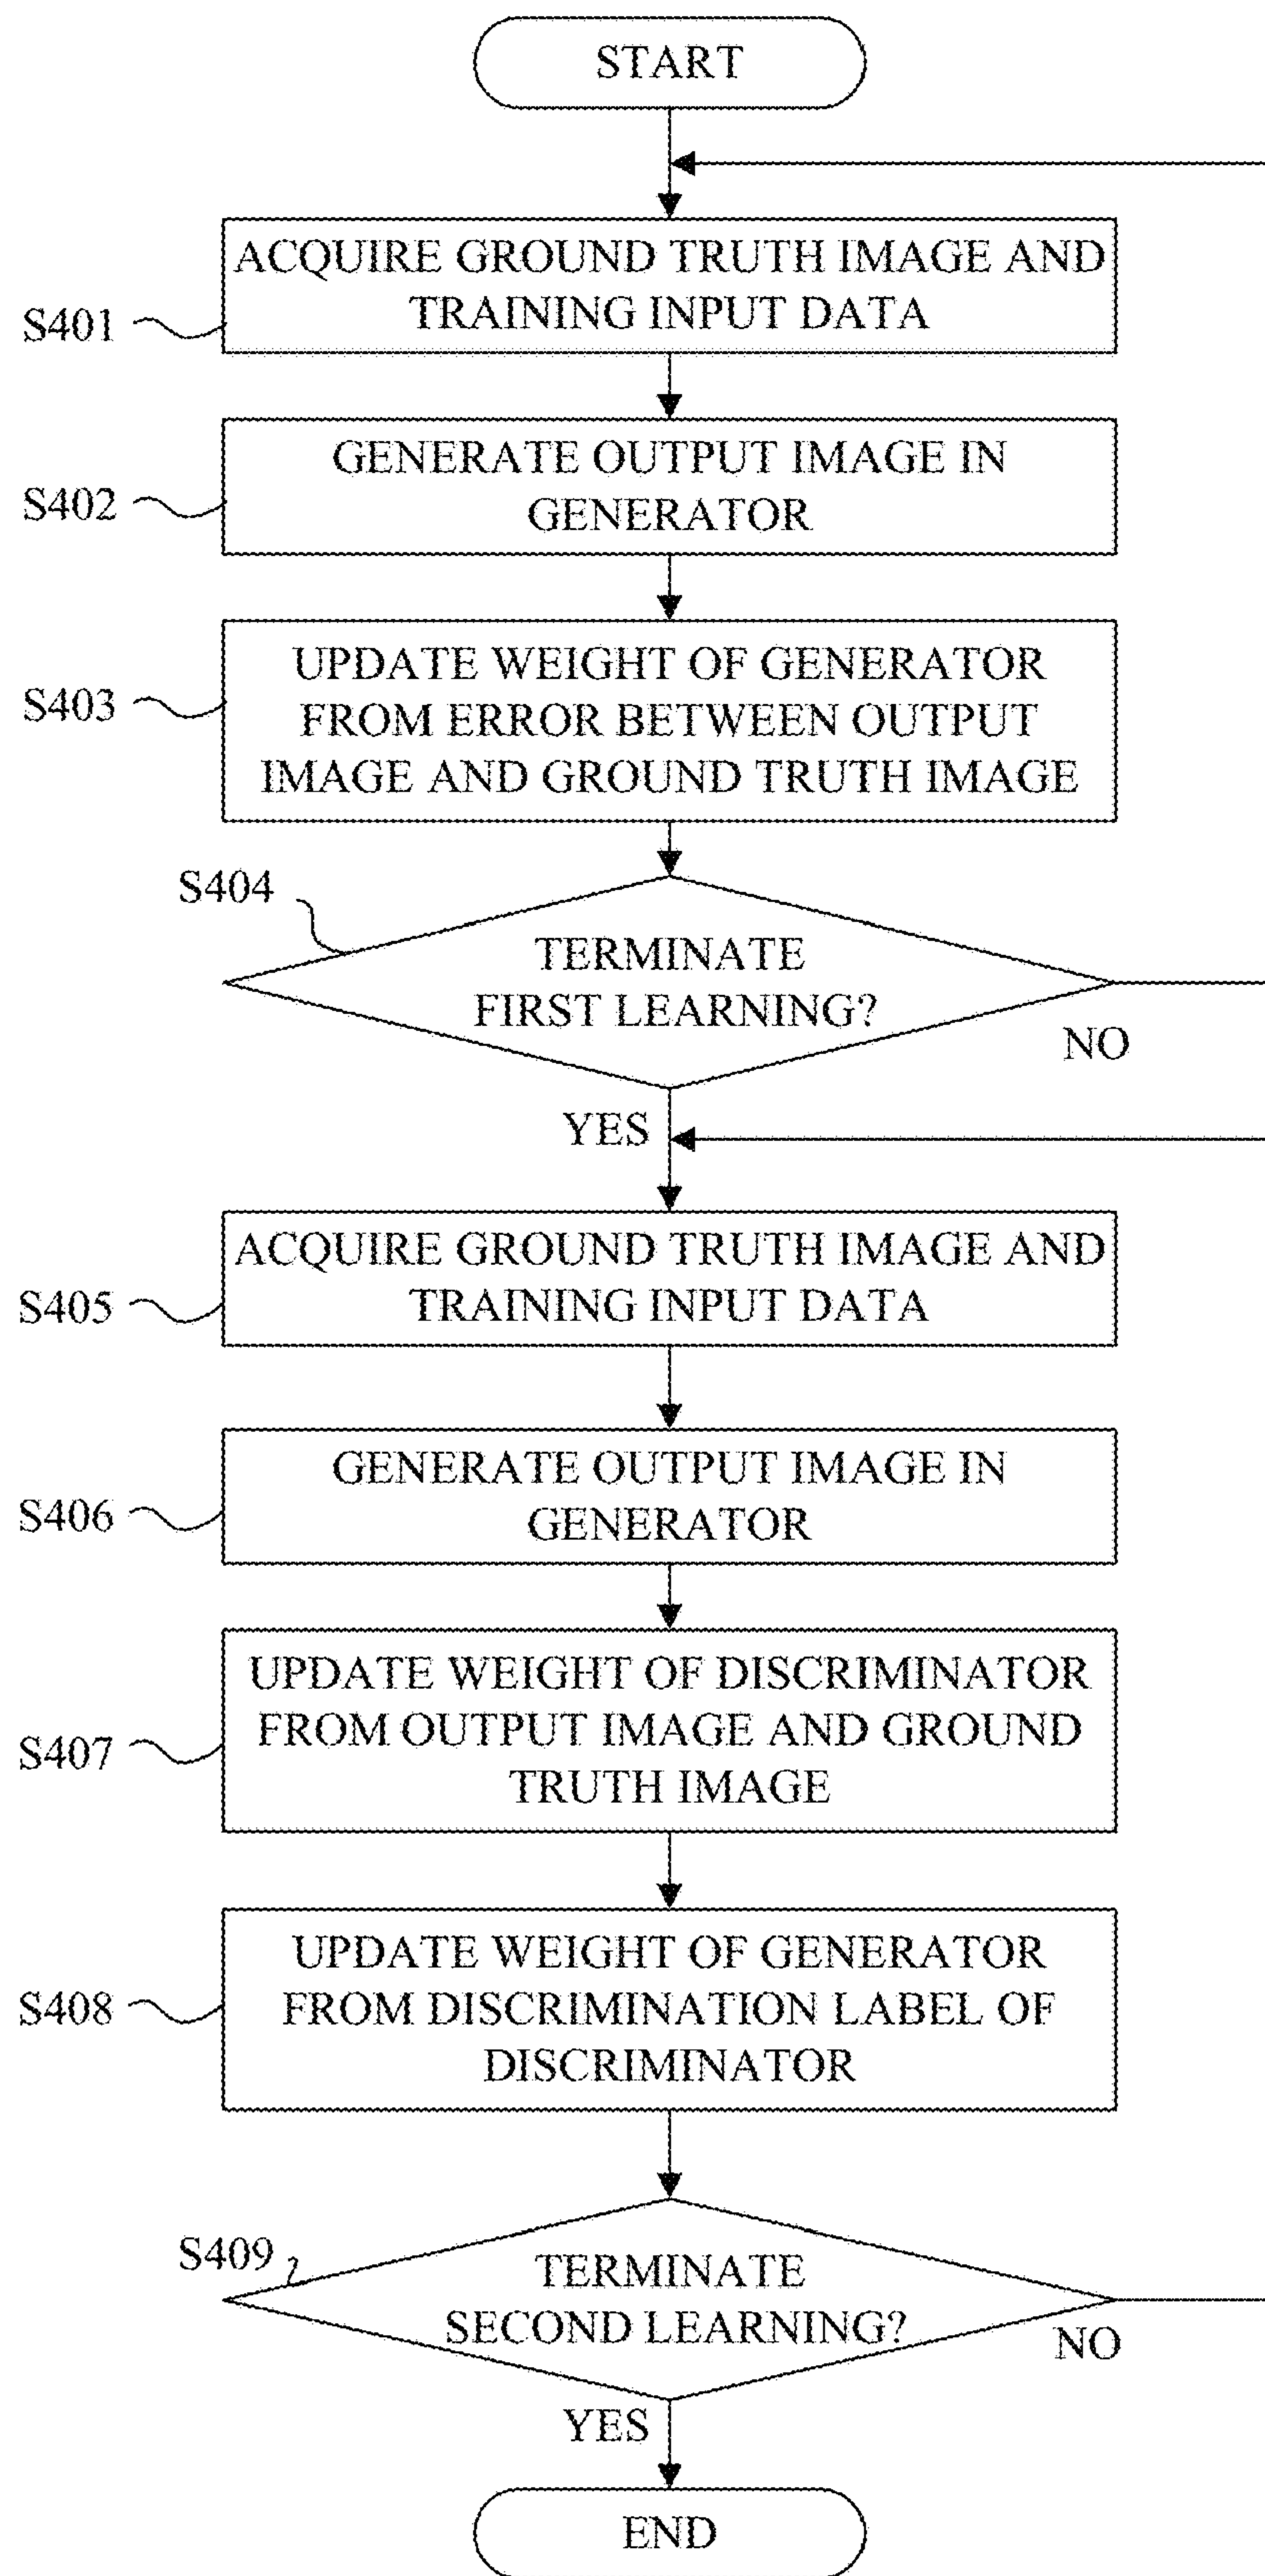 START
ACQUIRE GROUND TRUTH IMAGE AND
TRAINING INPUT DATA
S401
GENERATE OUTPUT IMAGE IN
GENERATOR
S402
UPDATE WEIGHT OF GENERATOR
FROM ERROR BETWEEN OUTPUT
IMAGE AND GROUND TRUTH IMAGE
S403
S404
TERMINATE
FIRST LEARNING?
NO
YES
ACQUIRE GROUND TRUTH IMAGE AND
TRAINING INPUT DATA
S405
GENERATE OUTPUT IMAGE IN
GENERATOR
S406
UPDATE WEIGHT OF DISCRIMINATOR
FROM OUTPUT IMAGE AND GROUND
TRUTH IMAGE
S407
UPDATE WEIGHT OF GENERATOR
FROM DISCRIMINATION LABEL OF
DISCRIMINATOR
S408
S409
TERMINATE
SECOND LEARNING?
NO
YES
END